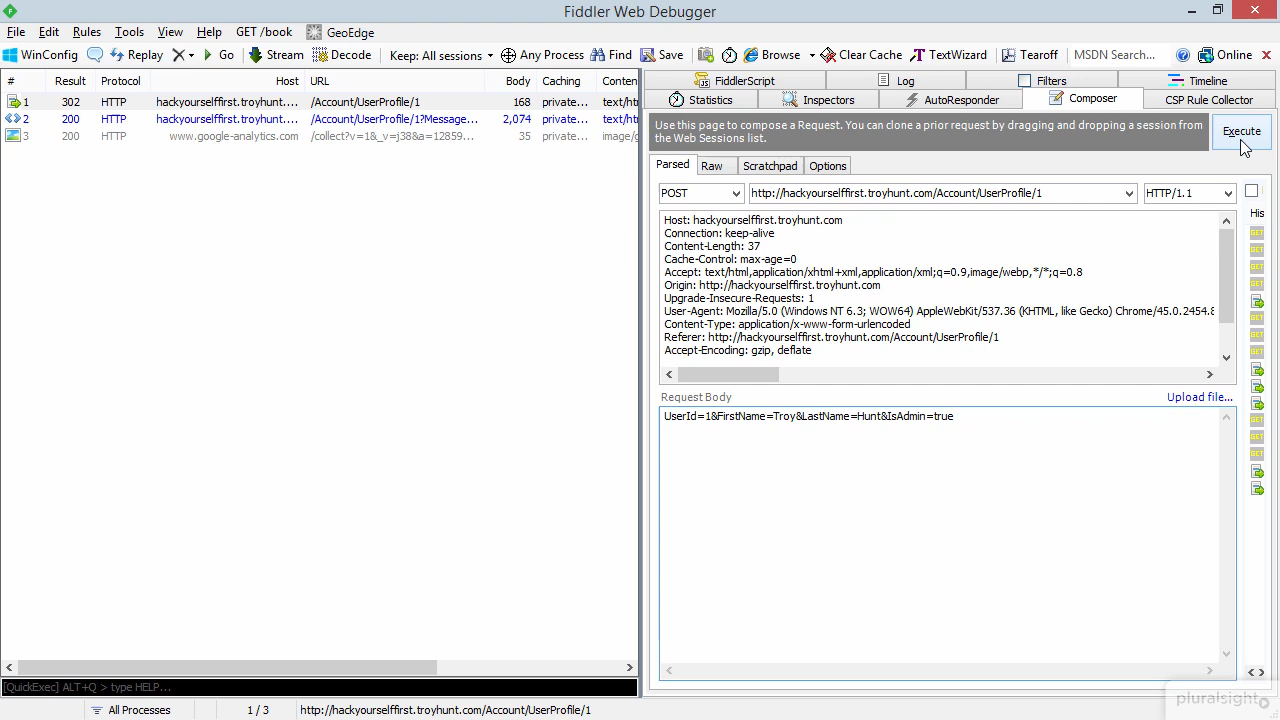 Fiddler Web Debugger
File Edit Rules Tools View Help GET /book GeoEdge
WinConfig Replay Go Stream Decode Keep: All sessions Any Process Find Save Browse Clear Cache TextWizard Tearoff MSDN Search... Online
# Result Protocol Host URL Body Caching Conten
1 302 HTTP hackyourselffirst.troyhunt.... /Account/UserProfile/1 168 private... text/ht
2 200 HTTP hackyourselffirst.troyhunt.... /Account/UserProfile/1?Message... 2,074 private... text/ht
3 200 HTTP www.google-analytics.com /collect?v=1&_v=j38&a=12859... 35 private... image/g
FiddlerScript Log Filters Timeline
Statistics Inspectors AutoResponder Composer CSP Rule Collector
Use this page to compose a Request. You can clone a prior request by dragging and dropping a session from
the Web Sessions list.
Execute
Parsed Raw Scratchpad Options
POST http://hackyourselffirst.troyhunt.com/Account/UserProfile/1 HTTP/1.1
His
Host: hackyourselffirst.troyhunt.com
Connection: keep-alive
Content-Length: 37
Cache-Control: max-age=0
Accept: text/html,application/xhtml+xml,application/xml;q=0.9,image/webp,*/*;q=0.8
Origin: http://hackyourselffirst.troyhunt.com
Upgrade-Insecure-Requests: 1
User-Agent: Mozilla/5.0 (Windows NT 6.3; WOW64) AppleWebKit/537.36 (KHTML, like Gecko) Chrome/45.0.2454.8
Content-Type: application/x-www-form-urlencoded
Referer: http://hackyourselffirst.troyhunt.com/Account/UserProfile/1
Accept-Encoding: gzip, deflate
GET
GET
GET
GET
GET
GET
GET
GET
GET
GET
Request Body Upload file...
UserId=1&FirstName=Troy&LastName=Hunt&IsAdmin=true
[QuickExec] ALT+Q > type HELP...
All Processes 1 / 3 http://hackyourselffirst.troyhunt.com/Account/UserProfile/1
pluralsight